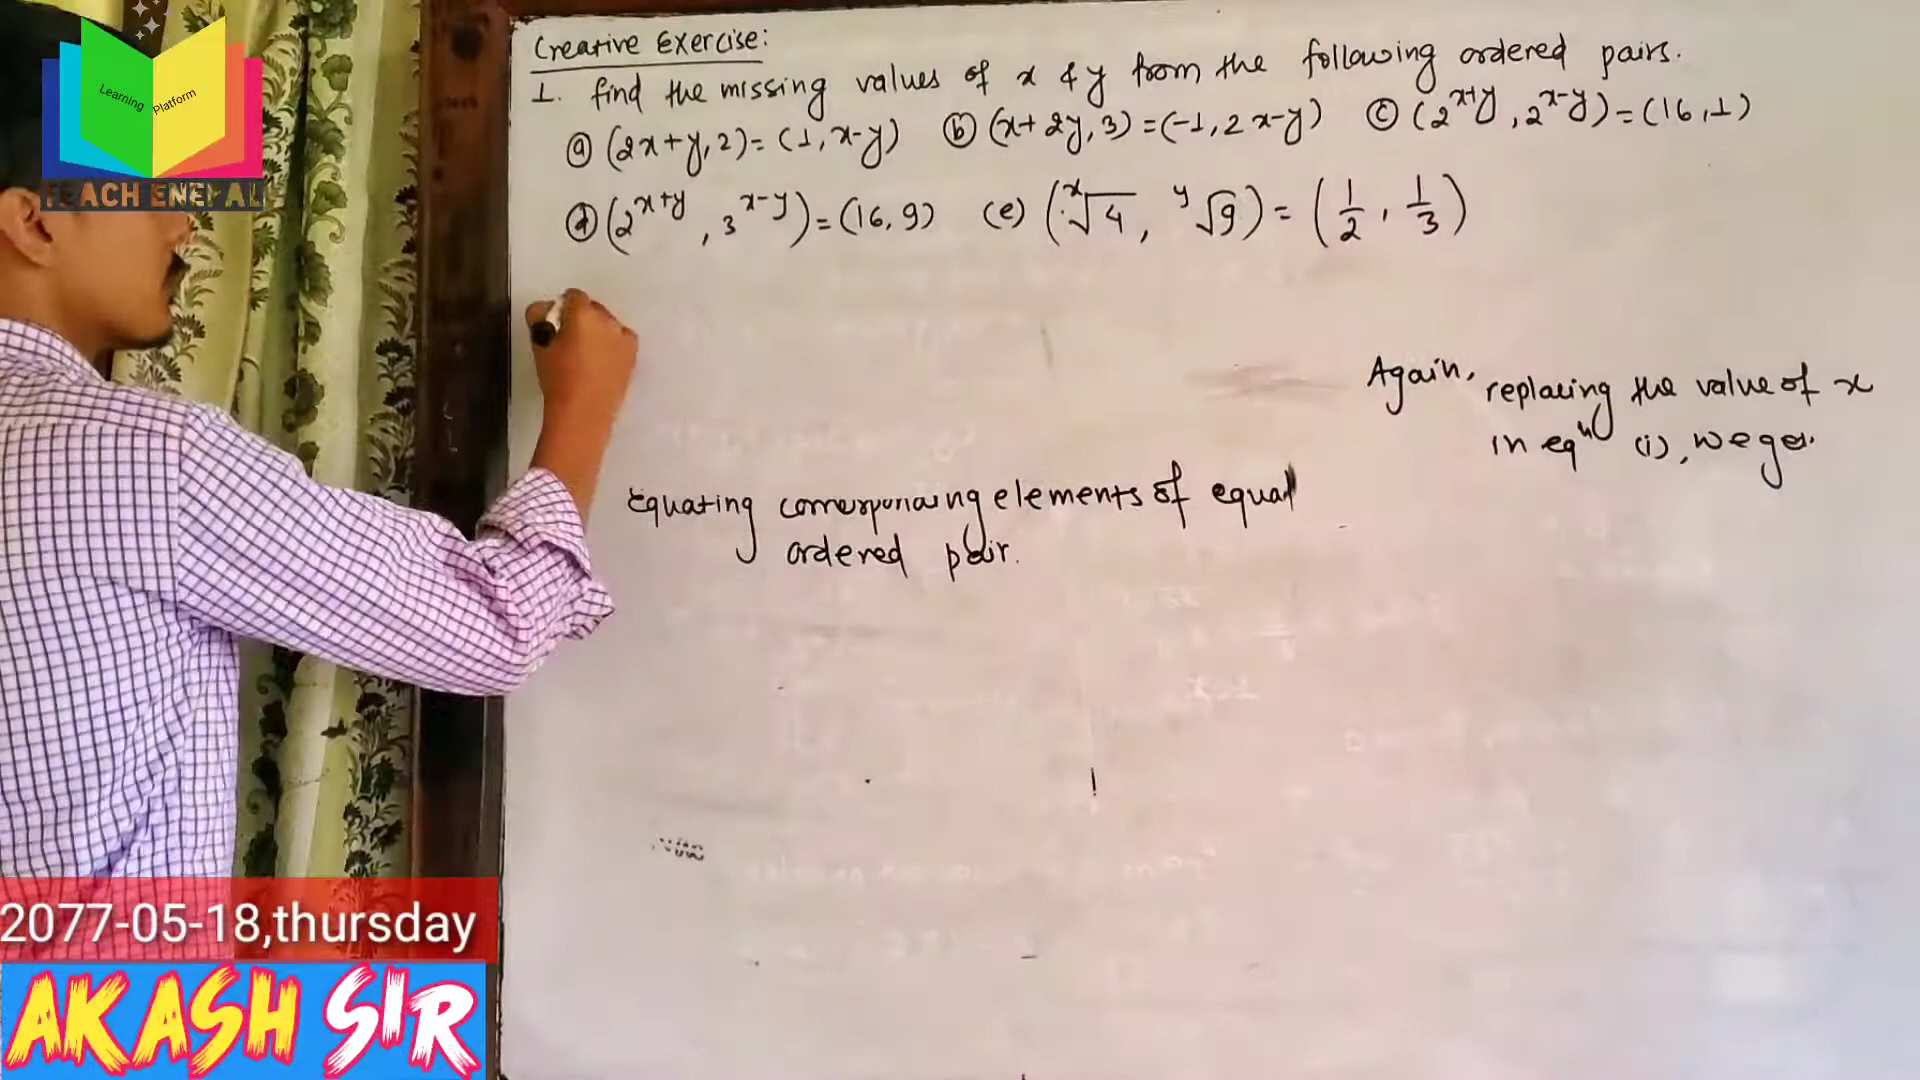 Learning Platform
TEACH ENEPAL
Creative Exercise:
1. find the missing values of x & y from the following ordered pairs.
ⓐ (2x+y, 2) = (1, x-y) ⓑ (x+2y, 3) = (-1, 2x-y) ⓒ (2^{x+y}, 2^{x-y}) = (16, 1)
ⓓ (2^{x+y}, 3^{x-y}) = (16, 9) (e) (ˣ√4, ʸ√9) = (1/2, 1/3)
Again, replacing the value of x
in eqⁿ (i), we get.
Equating corresponding elements of equal
ordered pair.
2077-05-18,thursday
AKASH SIR